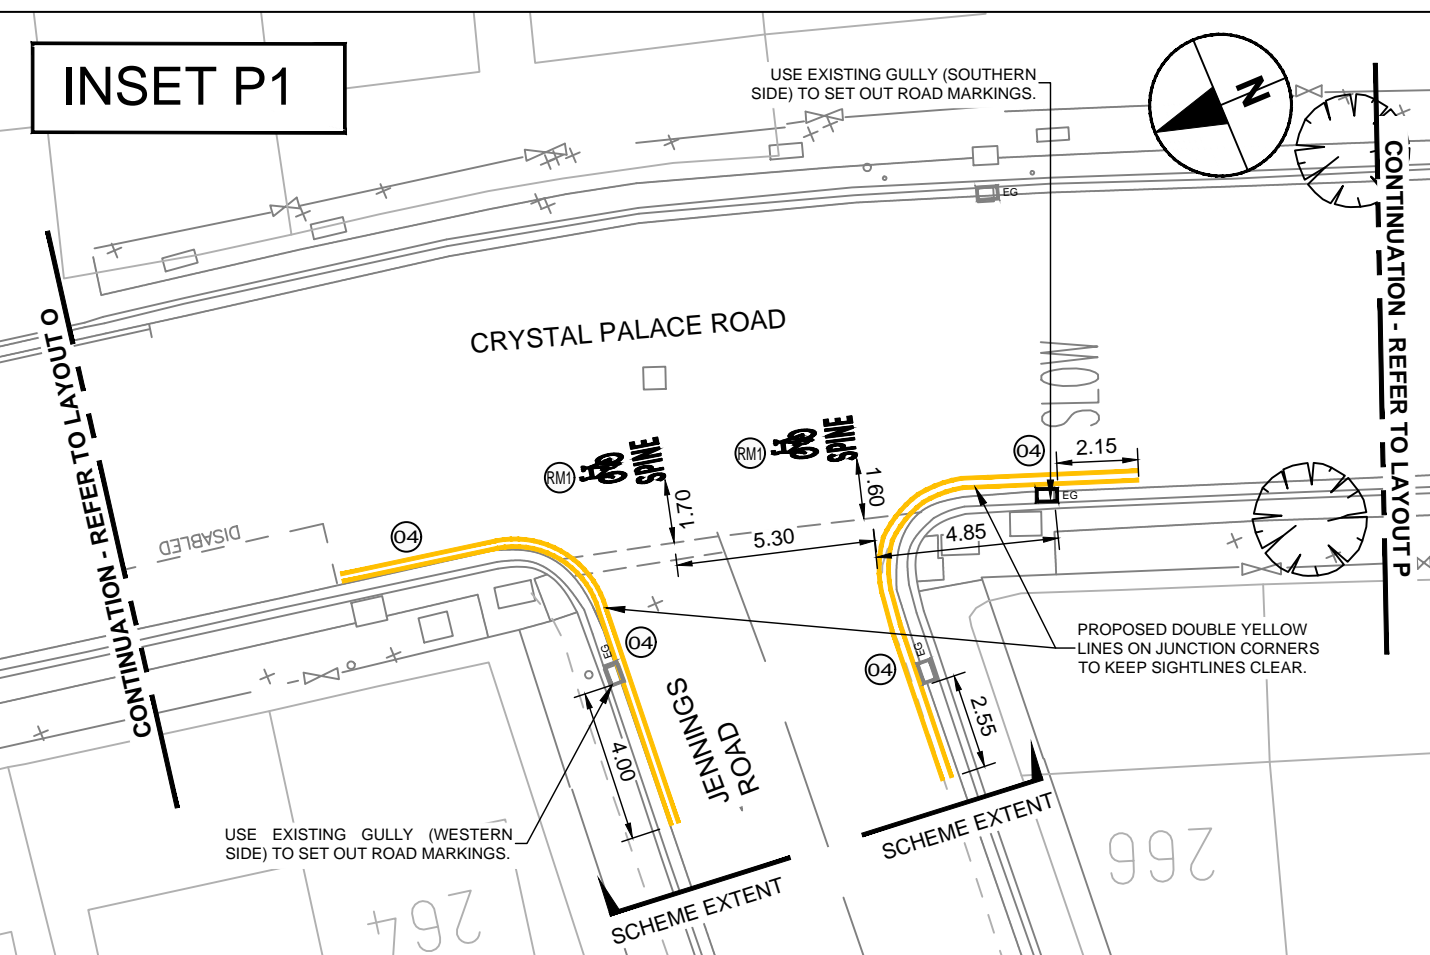 INSET P1
USE EXISTING GULLY (SOUTHERN
SIDE) TO SET OUT ROAD MARKINGS.
N
EG
CONTINUATION - REFER TO LAYOUT O
CONTINUATION - REFER TO LAYOUT P
CRYSTAL PALACE ROAD
SLOW
RM1
SPINE
RM1
SPINE
04
2.15
EG
1.70
1.60
5.30
4.85
DISABLED
04
04
EG
04
EG
PROPOSED DOUBLE YELLOW
LINES ON JUNCTION CORNERS
TO KEEP SIGHTLINES CLEAR.
JENNINGS
ROAD
4.00
2.55
USE EXISTING GULLY (WESTERN
SIDE) TO SET OUT ROAD MARKINGS.
SCHEME EXTENT
SCHEME EXTENT
264
266